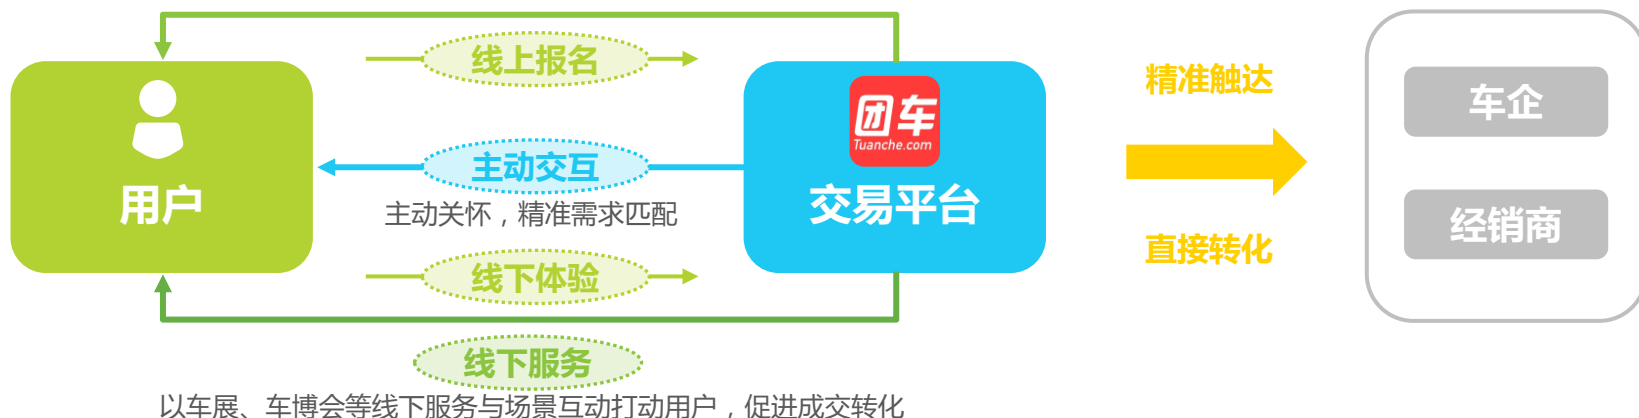 线上报名
用户
主动交互
主动关怀，精准需求匹配
线下体验
线下服务
以车展、车博会等线下服务与场景互动打动用户，促进成交转化
团车
Tuanche.com
交易平台
精准触达
直接转化
车企
经销商